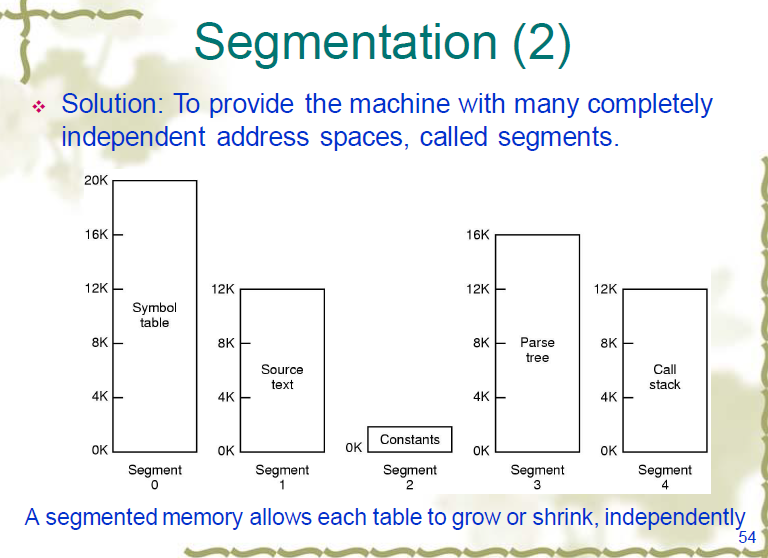 Segmentation (2)
Solution: To provide the machine with many completely
independent address spaces, called segments.
20K
16K
12K
8K
4K
0K
Symbol
table
Segment
0
12K
8K
4K
0K
Source
text
Segment
1
0K
Constants
Segment
2
16K
12K
8K
4K
0K
Parse
tree
Segment
3
12K
8K
4K
0K
Call
stack
Segment
4
A segmented memory allows each table to grow or shrink, independently
54